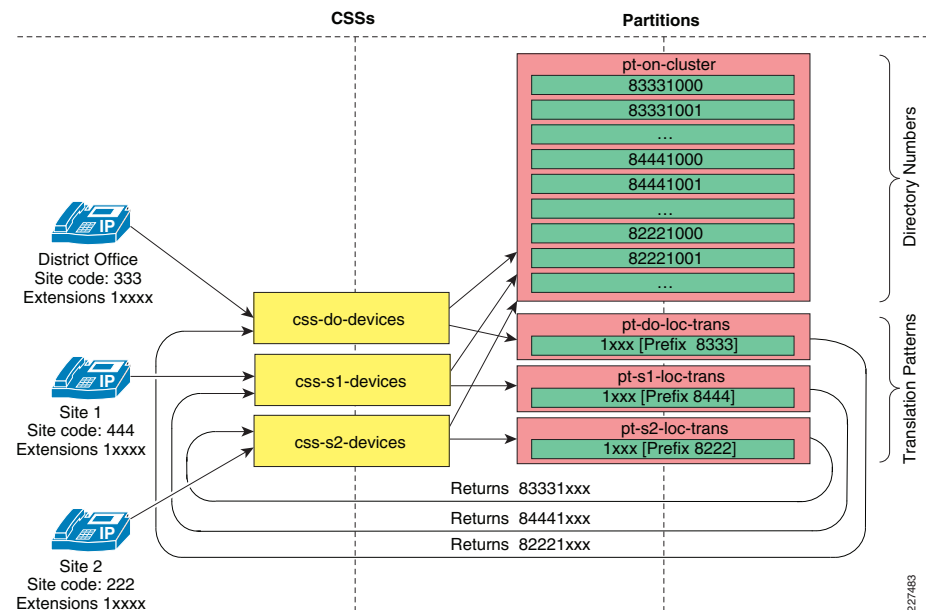 CSSs
Partitions
pt-on-cluster
83331000
83331001
...
84441000
84441001
...
82221000
82221001
...
Directory Numbers
IP
District Office
Site code: 333
Extensions 1xxxx
IP
Site 1
Site code: 444
Extensions 1xxxx
IP
Site 2
Site code: 222
Extensions 1xxxx
css-do-devices
css-s1-devices
css-s2-devices
pt-do-loc-trans
1xxx [Prefix 8333]
pt-s1-loc-trans
1xxx [Prefix 8444]
pt-s2-loc-trans
1xxx [Prefix 8222]
Translation Patterns
Returns 83331xxx
Returns 84441xxx
Returns 82221xxx
227483